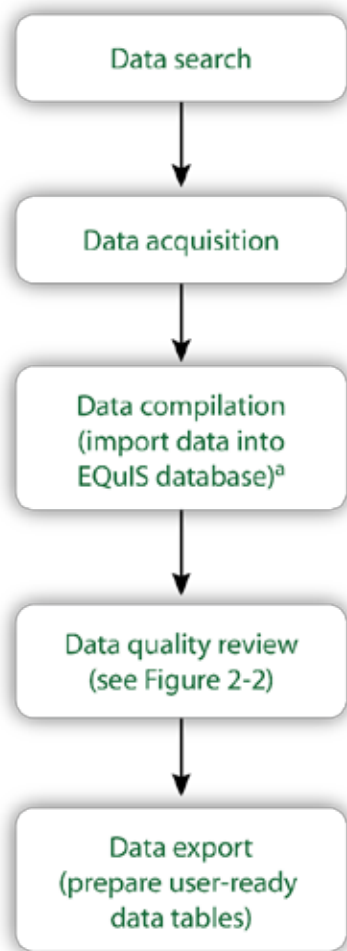 Data search
Data acquisition
Data compilation
(import data into
EQuIS database)ᵃ
Data quality review
(see Figure 2-2)
Data export
(prepare user-ready
data tables)